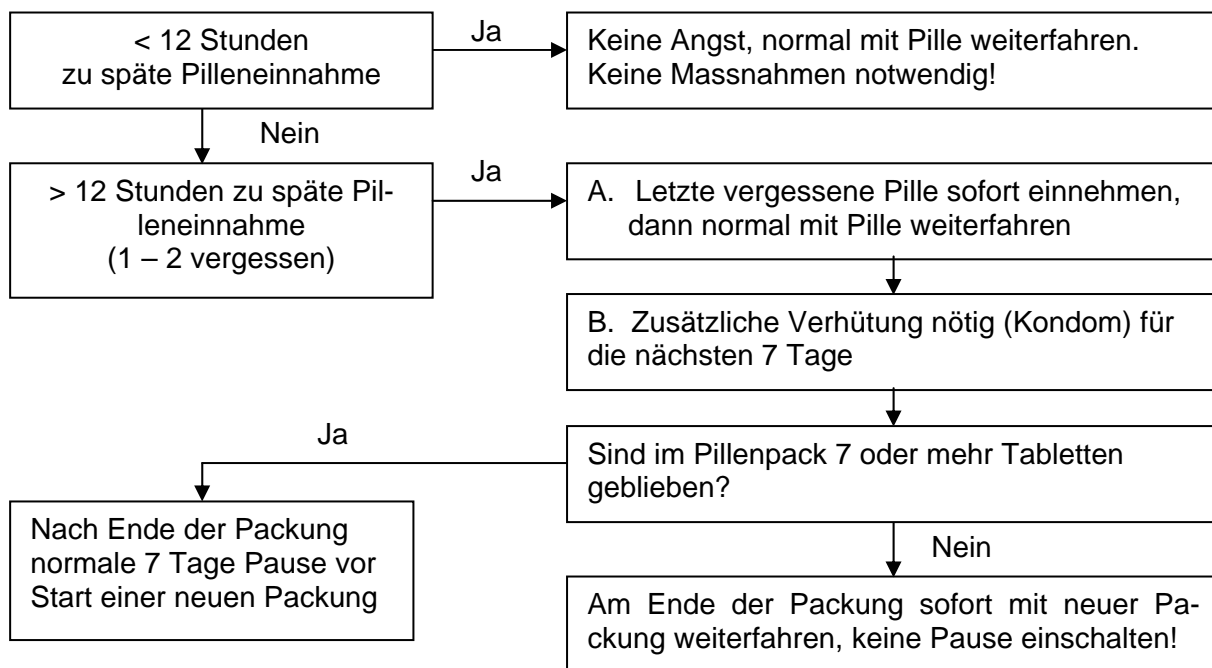 < 12 Stunden
zu späte Pilleneinnahme
Ja
Keine Angst, normal mit Pille weiterfahren.
Keine Massnahmen notwendig!
Nein
> 12 Stunden zu späte Pil-
leneinnahme
(1 – 2 vergessen)
Ja
A. Letzte vergessene Pille sofort einnehmen,
dann normal mit Pille weiterfahren
B. Zusätzliche Verhütung nötig (Kondom) für
die nächsten 7 Tage
Sind im Pillenpack 7 oder mehr Tabletten
geblieben?
Ja
Nach Ende der Packung
normale 7 Tage Pause vor
Start einer neuen Packung
Nein
Am Ende der Packung sofort mit neuer Pa-
ckung weiterfahren, keine Pause einschalten!